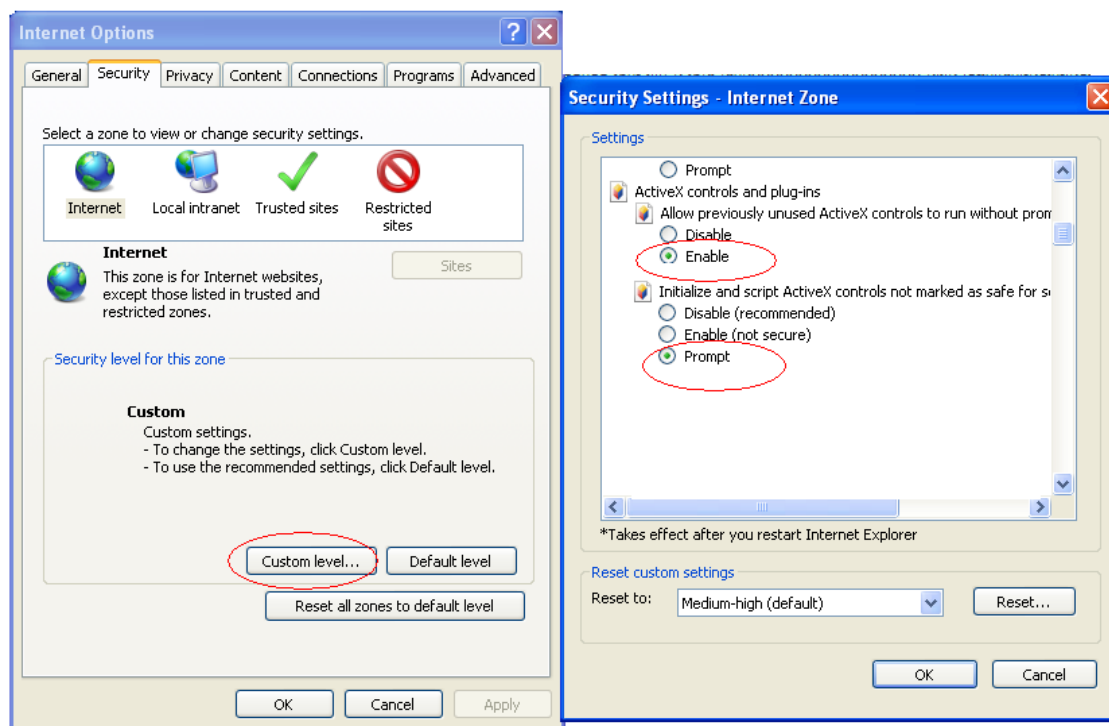 Internet Options
General Security Privacy Content Connections Programs Advanced
Select a zone to view or change security settings.
Internet Local intranet Trusted sites Restricted sites
Internet
This zone is for Internet websites,
except those listed in trusted and
restricted zones.
Sites
Security level for this zone
Custom
Custom settings.
- To change the settings, click Custom level.
- To use the recommended settings, click Default level.
Custom level... Default level
Reset all zones to default level
OK Cancel Apply
Security Settings - Internet Zone
Settings
Prompt
ActiveX controls and plug-ins
Allow previously unused ActiveX controls to run without prom
Disable
Enable
Initialize and script ActiveX controls not marked as safe for s
Disable (recommended)
Enable (not secure)
Prompt
*Takes effect after you restart Internet Explorer
Reset custom settings
Reset to: Medium-high (default) Reset...
OK Cancel